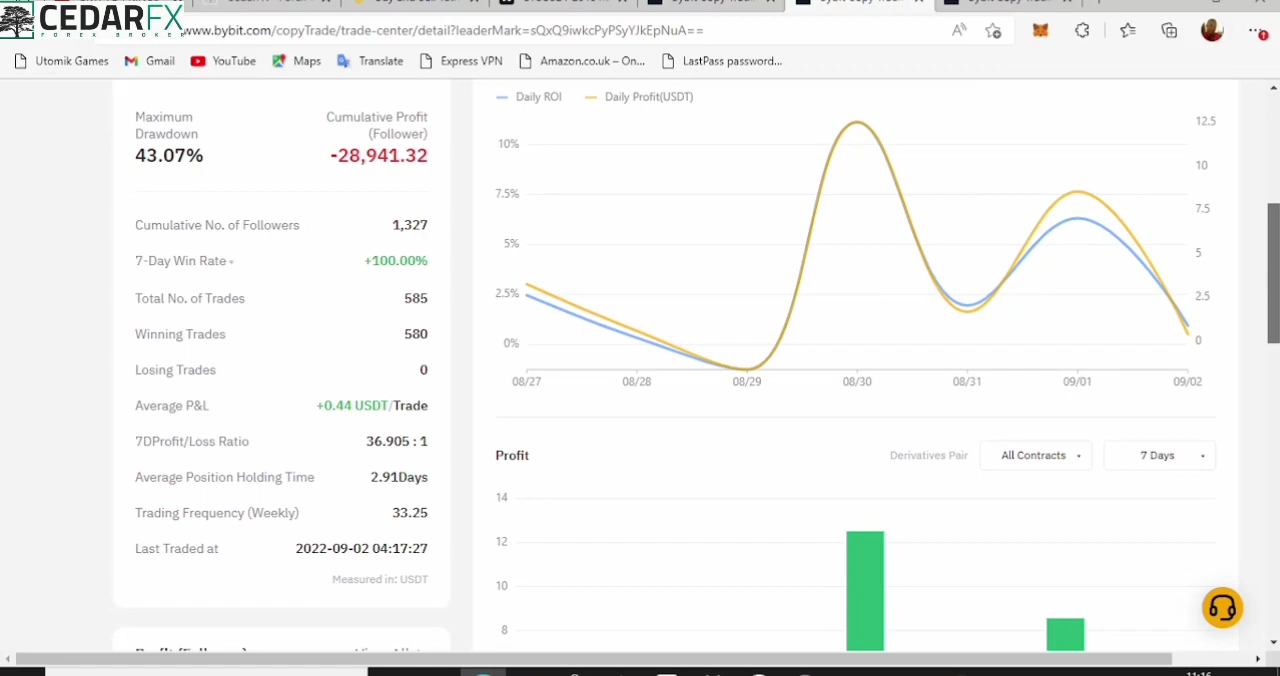 CEDARFX
FOREX BROKER
www.bybit.com/copyTrade/trade-center/detail?leaderMark=sQxQ9iwkcPyPSyYJkEpNuA==
Utomik Games Gmail YouTube Maps Translate Express VPN Amazon.co.uk – On... LastPass password...
Maximum Drawdown
43.07%
Cumulative Profit (Follower)
-28,941.32
Cumulative No. of Followers 1,327
7-Day Win Rate +100.00%
Total No. of Trades 585
Winning Trades 580
Losing Trades 0
Average P&L +0.44 USDT/Trade
7DProfit/Loss Ratio 36.905 : 1
Average Position Holding Time 2.91Days
Trading Frequency (Weekly) 33.25
Last Traded at 2022-09-02 04:17:27
Measured in: USDT
Daily ROI Daily Profit(USDT)
12.5
10% 10
7.5% 7.5
5% 5
2.5% 2.5
0% 0
08/27 08/28 08/29 08/30 08/31 09/01 09/02
Profit Derivatives Pair All Contracts 7 Days
14
12
10
8